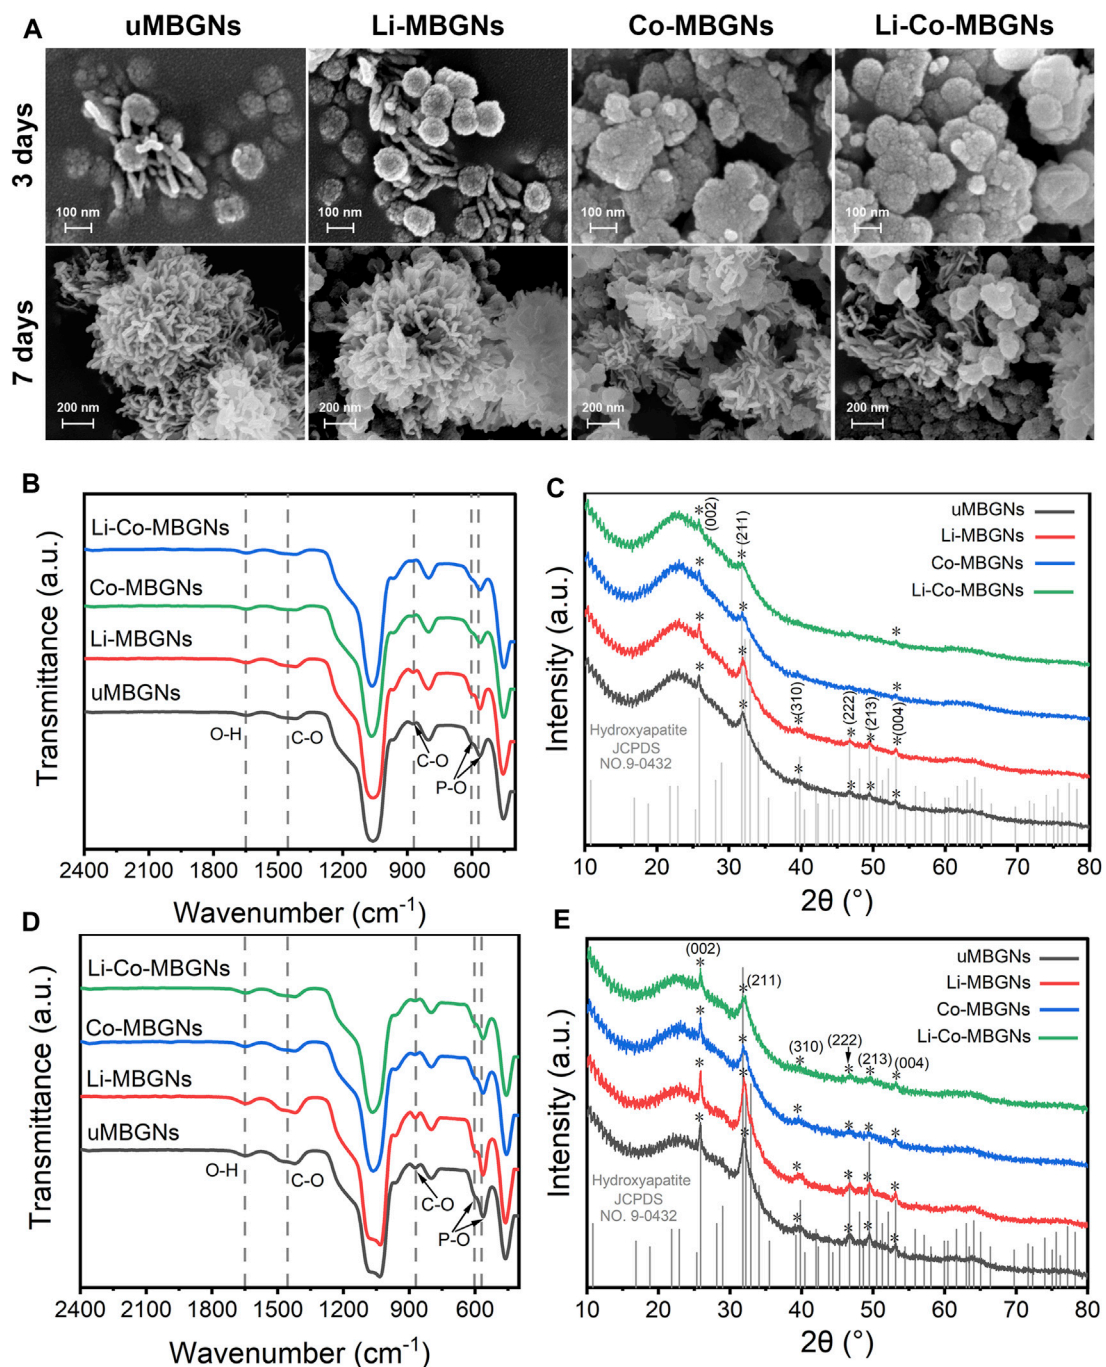 A
uMBGNs
Li-MBGNs
Co-MBGNs
Li-Co-MBGNs
3 days
100 nm
100 nm
100 nm
100 nm
7 days
200 nm
200 nm
200 nm
200 nm
B
Transmittance (a.u.)
Li-Co-MBGNs
Co-MBGNs
Li-MBGNs
uMBGNs
O-H
C-O
C-O
P-O
2400 2100 1800 1500 1200 900 600
Wavenumber (cm⁻¹)
C
Intensity (a.u.)
* (002)
* (211)
uMBGNs
Li-MBGNs
Co-MBGNs
Li-Co-MBGNs
(310)
(222)
(213)
(004)
Hydroxyapatite
JCPDS
NO.9-0432
10 20 30 40 50 60 70 80
2θ (°)
D
Transmittance (a.u.)
Li-Co-MBGNs
Co-MBGNs
Li-MBGNs
uMBGNs
O-H
C-O
C-O
P-O
2400 2100 1800 1500 1200 900 600
Wavenumber (cm⁻¹)
E
Intensity (a.u.)
(002)
(211)
uMBGNs
Li-MBGNs
Co-MBGNs
Li-Co-MBGNs
(310)
(222)
(213)
(004)
Hydroxyapatite
JCPDS
NO. 9-0432
10 20 30 40 50 60 70 80
2θ (°)